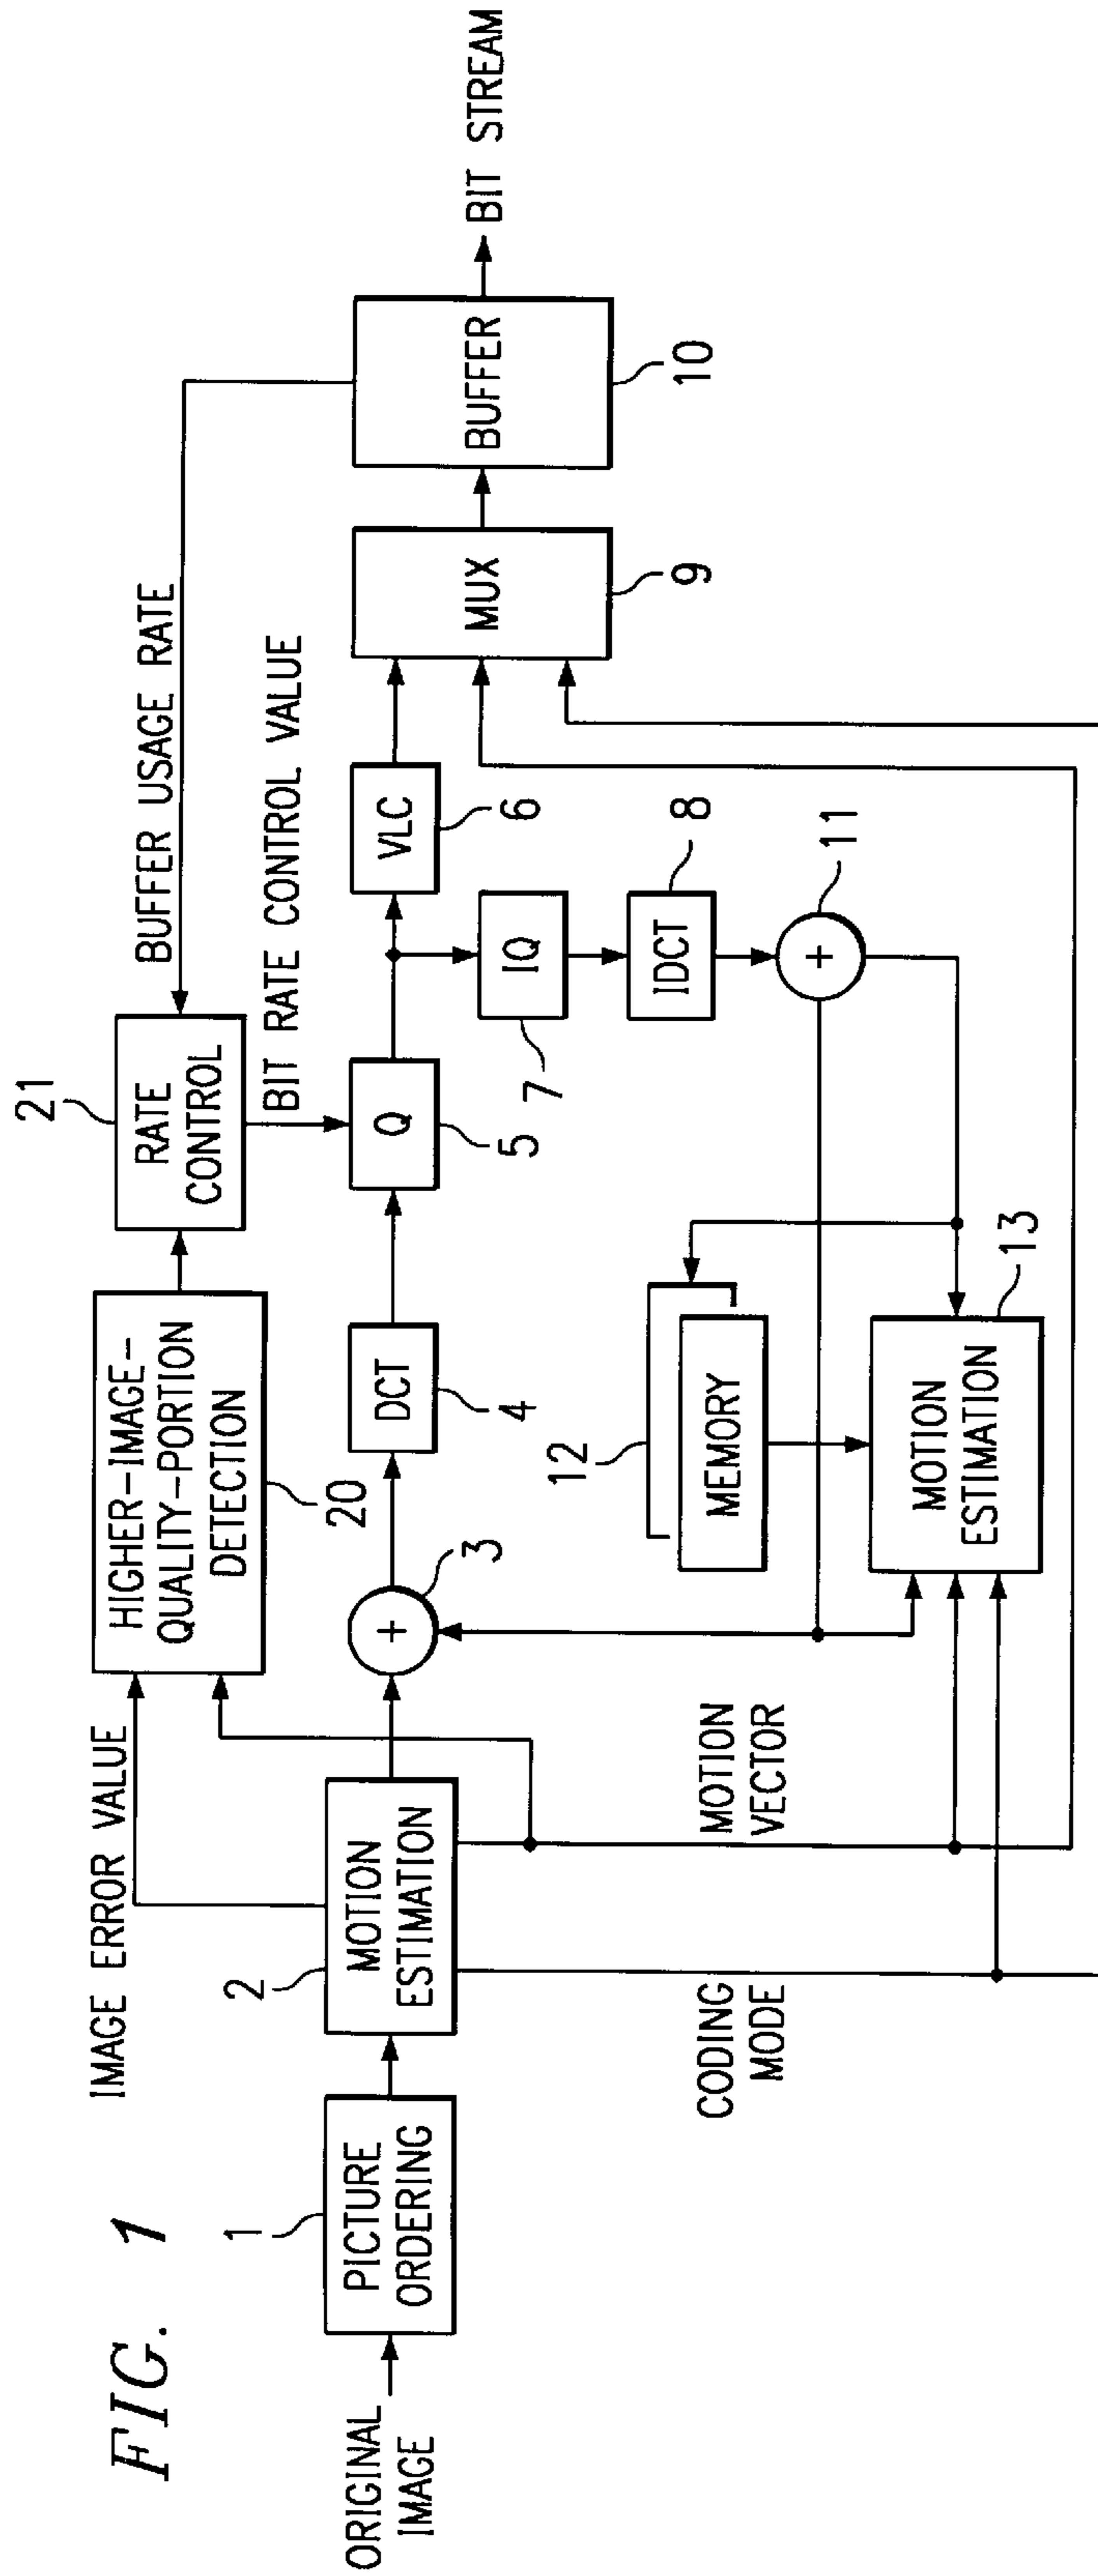 FIG. 1
ORIGINAL
IMAGE
1
PICTURE
ORDERING
2
MOTION
ESTIMATION
IMAGE ERROR VALUE
HIGHER-IMAGE-
QUALITY-PORTION
DETECTION
20
21
RATE
CONTROL
BUFFER USAGE RATE
BIT RATE CONTROL VALUE
3
+
DCT
4
Q
5
VLC
6
MUX
9
BUFFER
10
BIT STREAM
IQ
7
IDCT
8
+
11
12
MEMORY
MOTION
ESTIMATION
13
MOTION
VECTOR
CODING
MODE